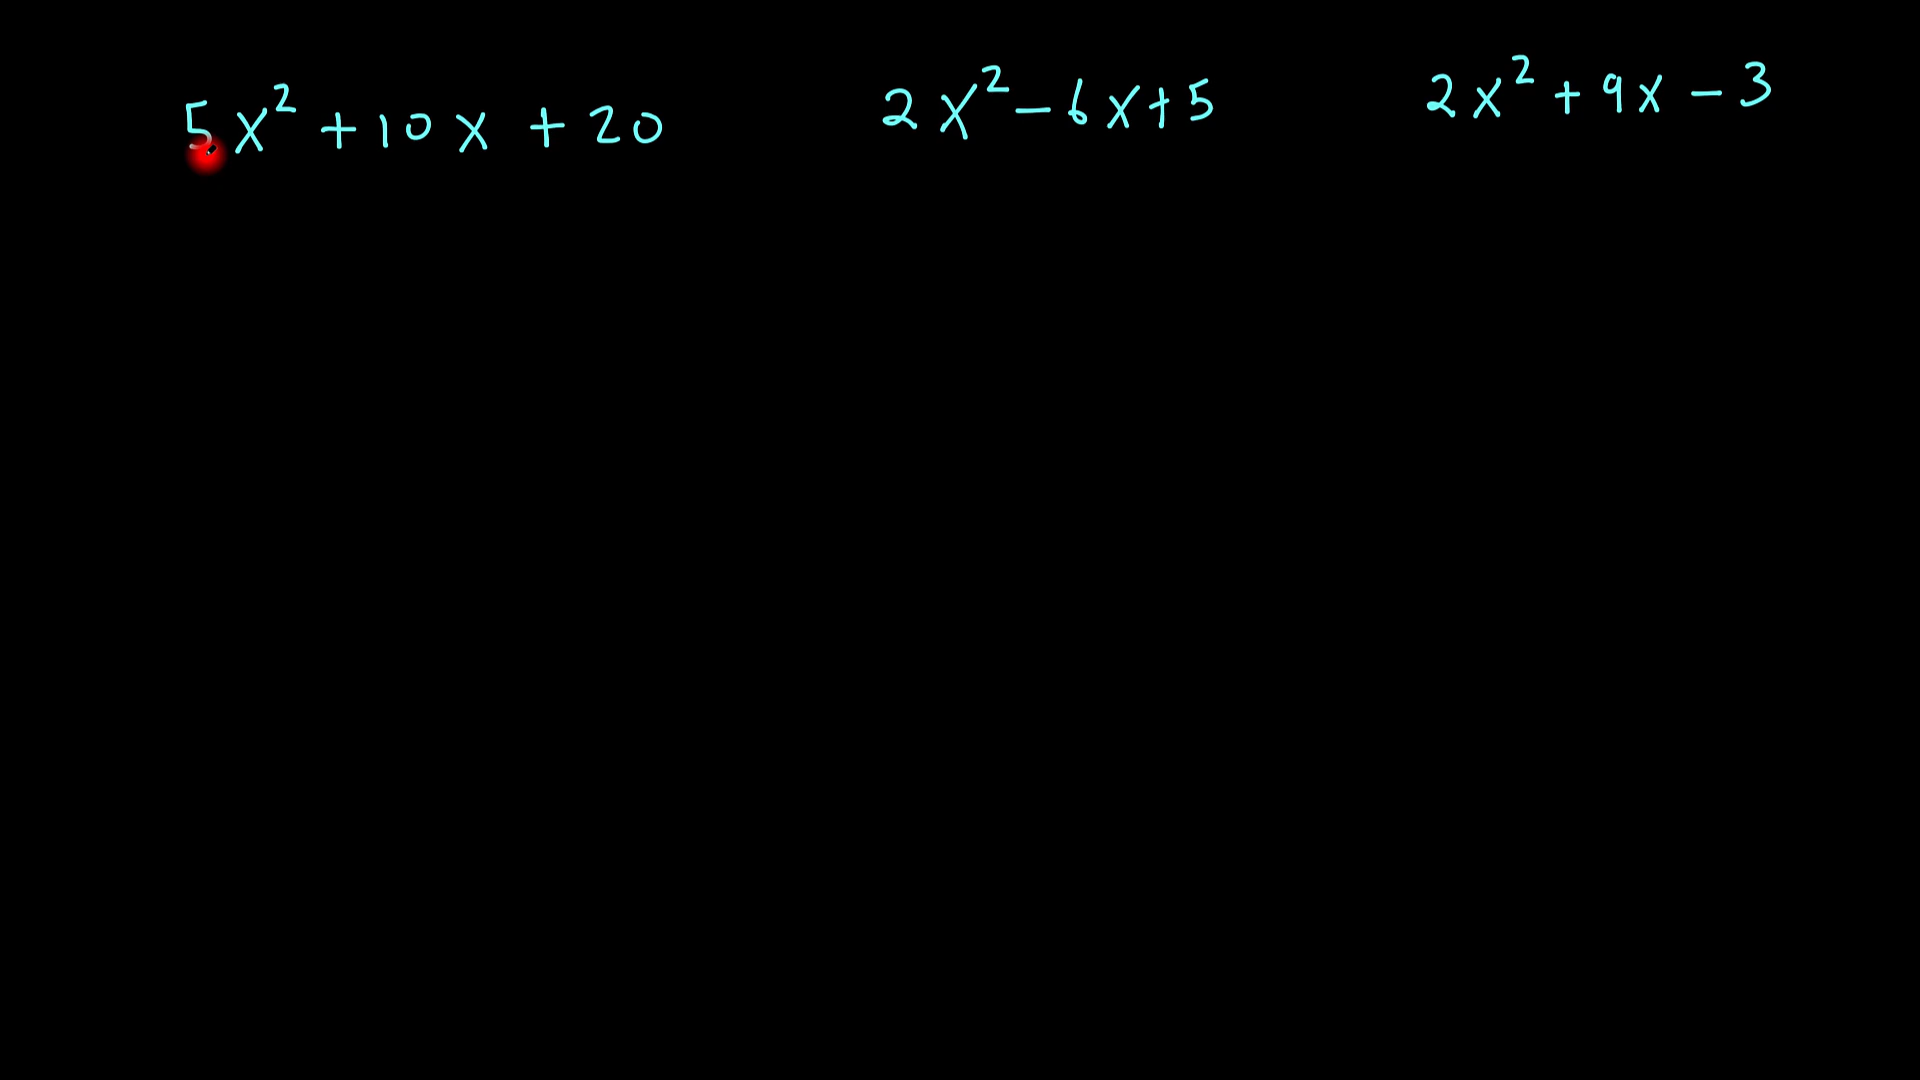 5x² + 10x + 20
2x² - 6x + 5
2x² + 9x - 3